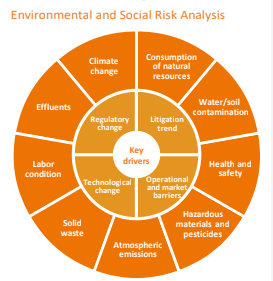 Environmental and Social Risk Analysis
Climate
change
Consumption
of natural
resources
Water/soil
contamination
Health and
safety
Hazardous
materials and
pesticides
Atmospheric
emissions
Solid
waste
Labor
condition
Effluents
Regulatory
change
Litigation
trend
Operational
and market
barriers
Technological
change
Key
drivers